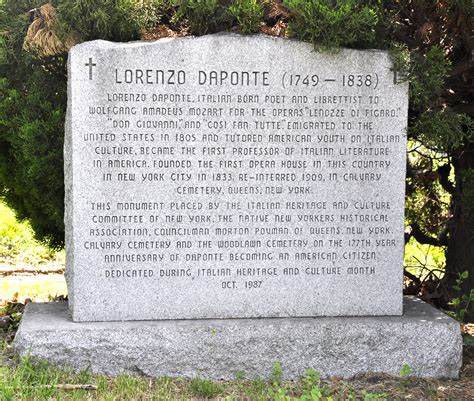 LORENZO DAPONTE (1749 - 1838)
LORENZO DAPONTE, ITALIAN BORN POET AND LIBRETTIST TO
WOLFGANG AMADEUS MOZART FOR THE OPERAS "LENOZZE DI FIGARO,"
"DON GIOVANNI," AND "COSI FAN TUTTE," EMIGRATED TO THE
UNITED STATES IN 1805 AND TUTORED AMERICAN YOUTH ON ITALIAN
CULTURE, BECAME THE FIRST PROFESSOR OF ITALIAN LITERATURE
IN AMERICA. FOUNDED THE FIRST OPERA HOUSE IN THIS COUNTRY
IN NEW YORK CITY IN 1833. RE-INTERRED 1909, IN CALVARY
CEMETERY, QUEENS, NEW YORK.
THIS MONUMENT PLACED BY THE ITALIAN HERITAGE AND CULTURE
COMMITTEE OF NEW YORK, THE NATIVE NEW YORKERS HISTORICAL
ASSOCIATION, COUNCILMAN MORTON POVMAN OF QUEENS, NEW YORK,
CALVARY CEMETERY AND THE WOODLAWN CEMETERY ON THE 177TH YEAR
ANNIVERSARY OF DAPONTE BECOMING AN AMERICAN CITIZEN.
DEDICATED DURING ITALIAN HERITAGE AND CULTURE MONTH
OCT. 1987